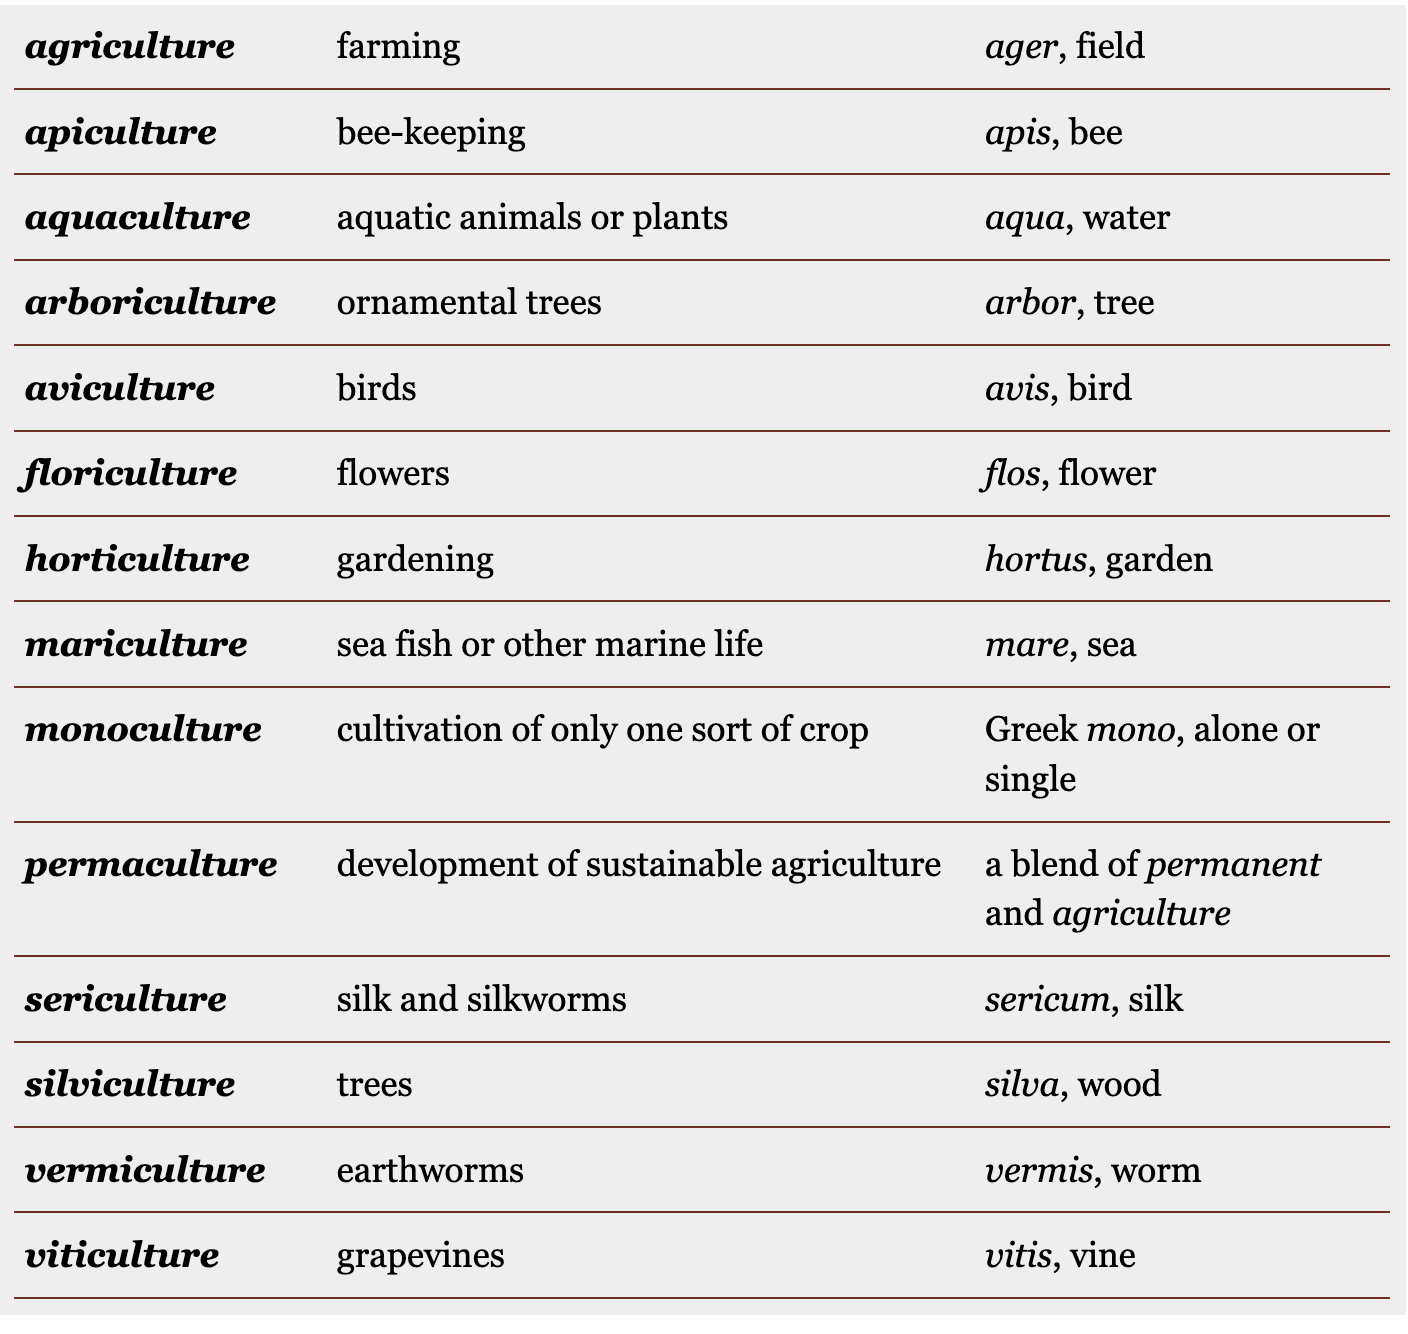 agriculture farming ager, field
apiculture bee-keeping apis, bee
aquaculture aquatic animals or plants aqua, water
arboriculture ornamental trees arbor, tree
aviculture birds avis, bird
floriculture flowers flos, flower
horticulture gardening hortus, garden
mariculture sea fish or other marine life mare, sea
monoculture cultivation of only one sort of crop Greek mono, alone or
single
permaculture development of sustainable agriculture a blend of permanent
and agriculture
sericulture silk and silkworms sericum, silk
silviculture trees silva, wood
vermiculture earthworms vermis, worm
viticulture grapevines vitis, vine